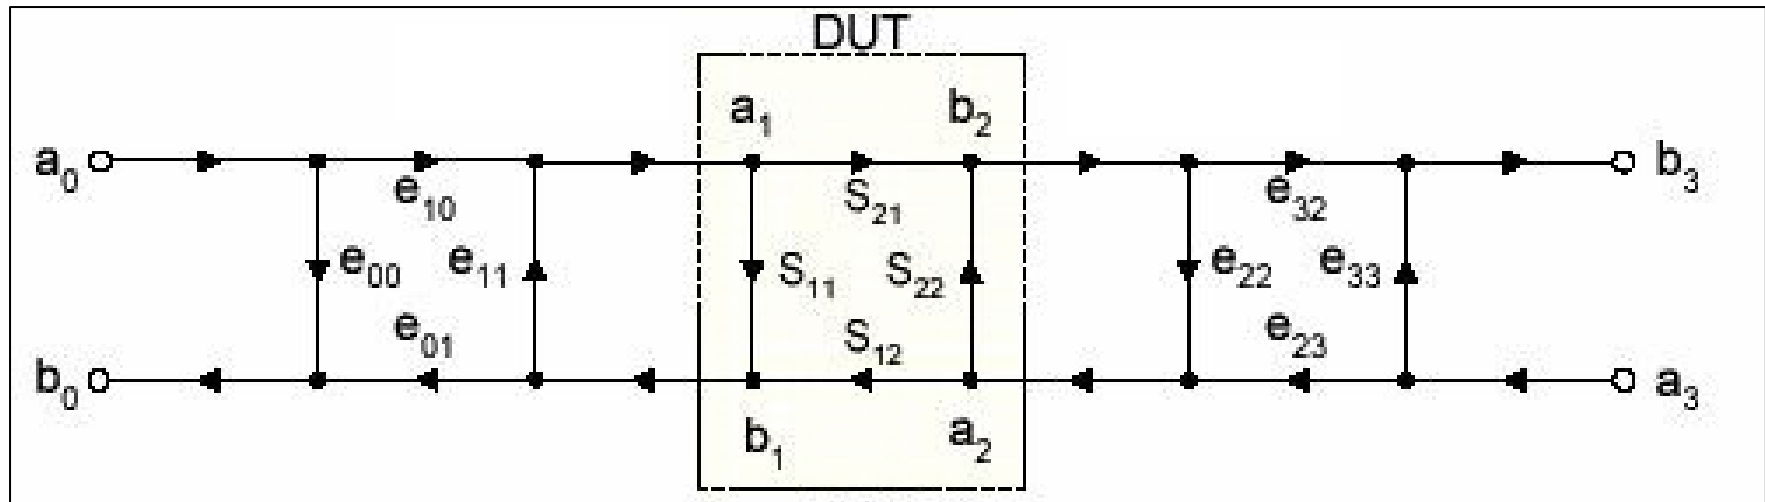 DUT
a1 b2
a0 b3
e10 S21 e32
e00 e11 S11 S22 e22 e33
e01 S12 e23
b0 a3
b1 a2